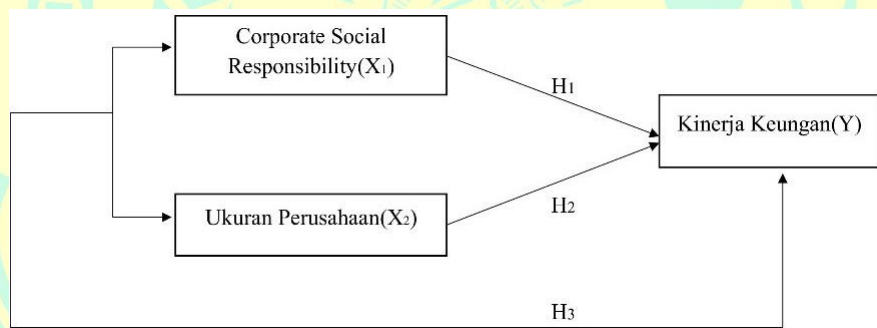 Corporate Social
Responsibility(X₁)
H1
Kinerja Keungan(Y)
Ukuran Perusahaan(X₂)
H2
H3